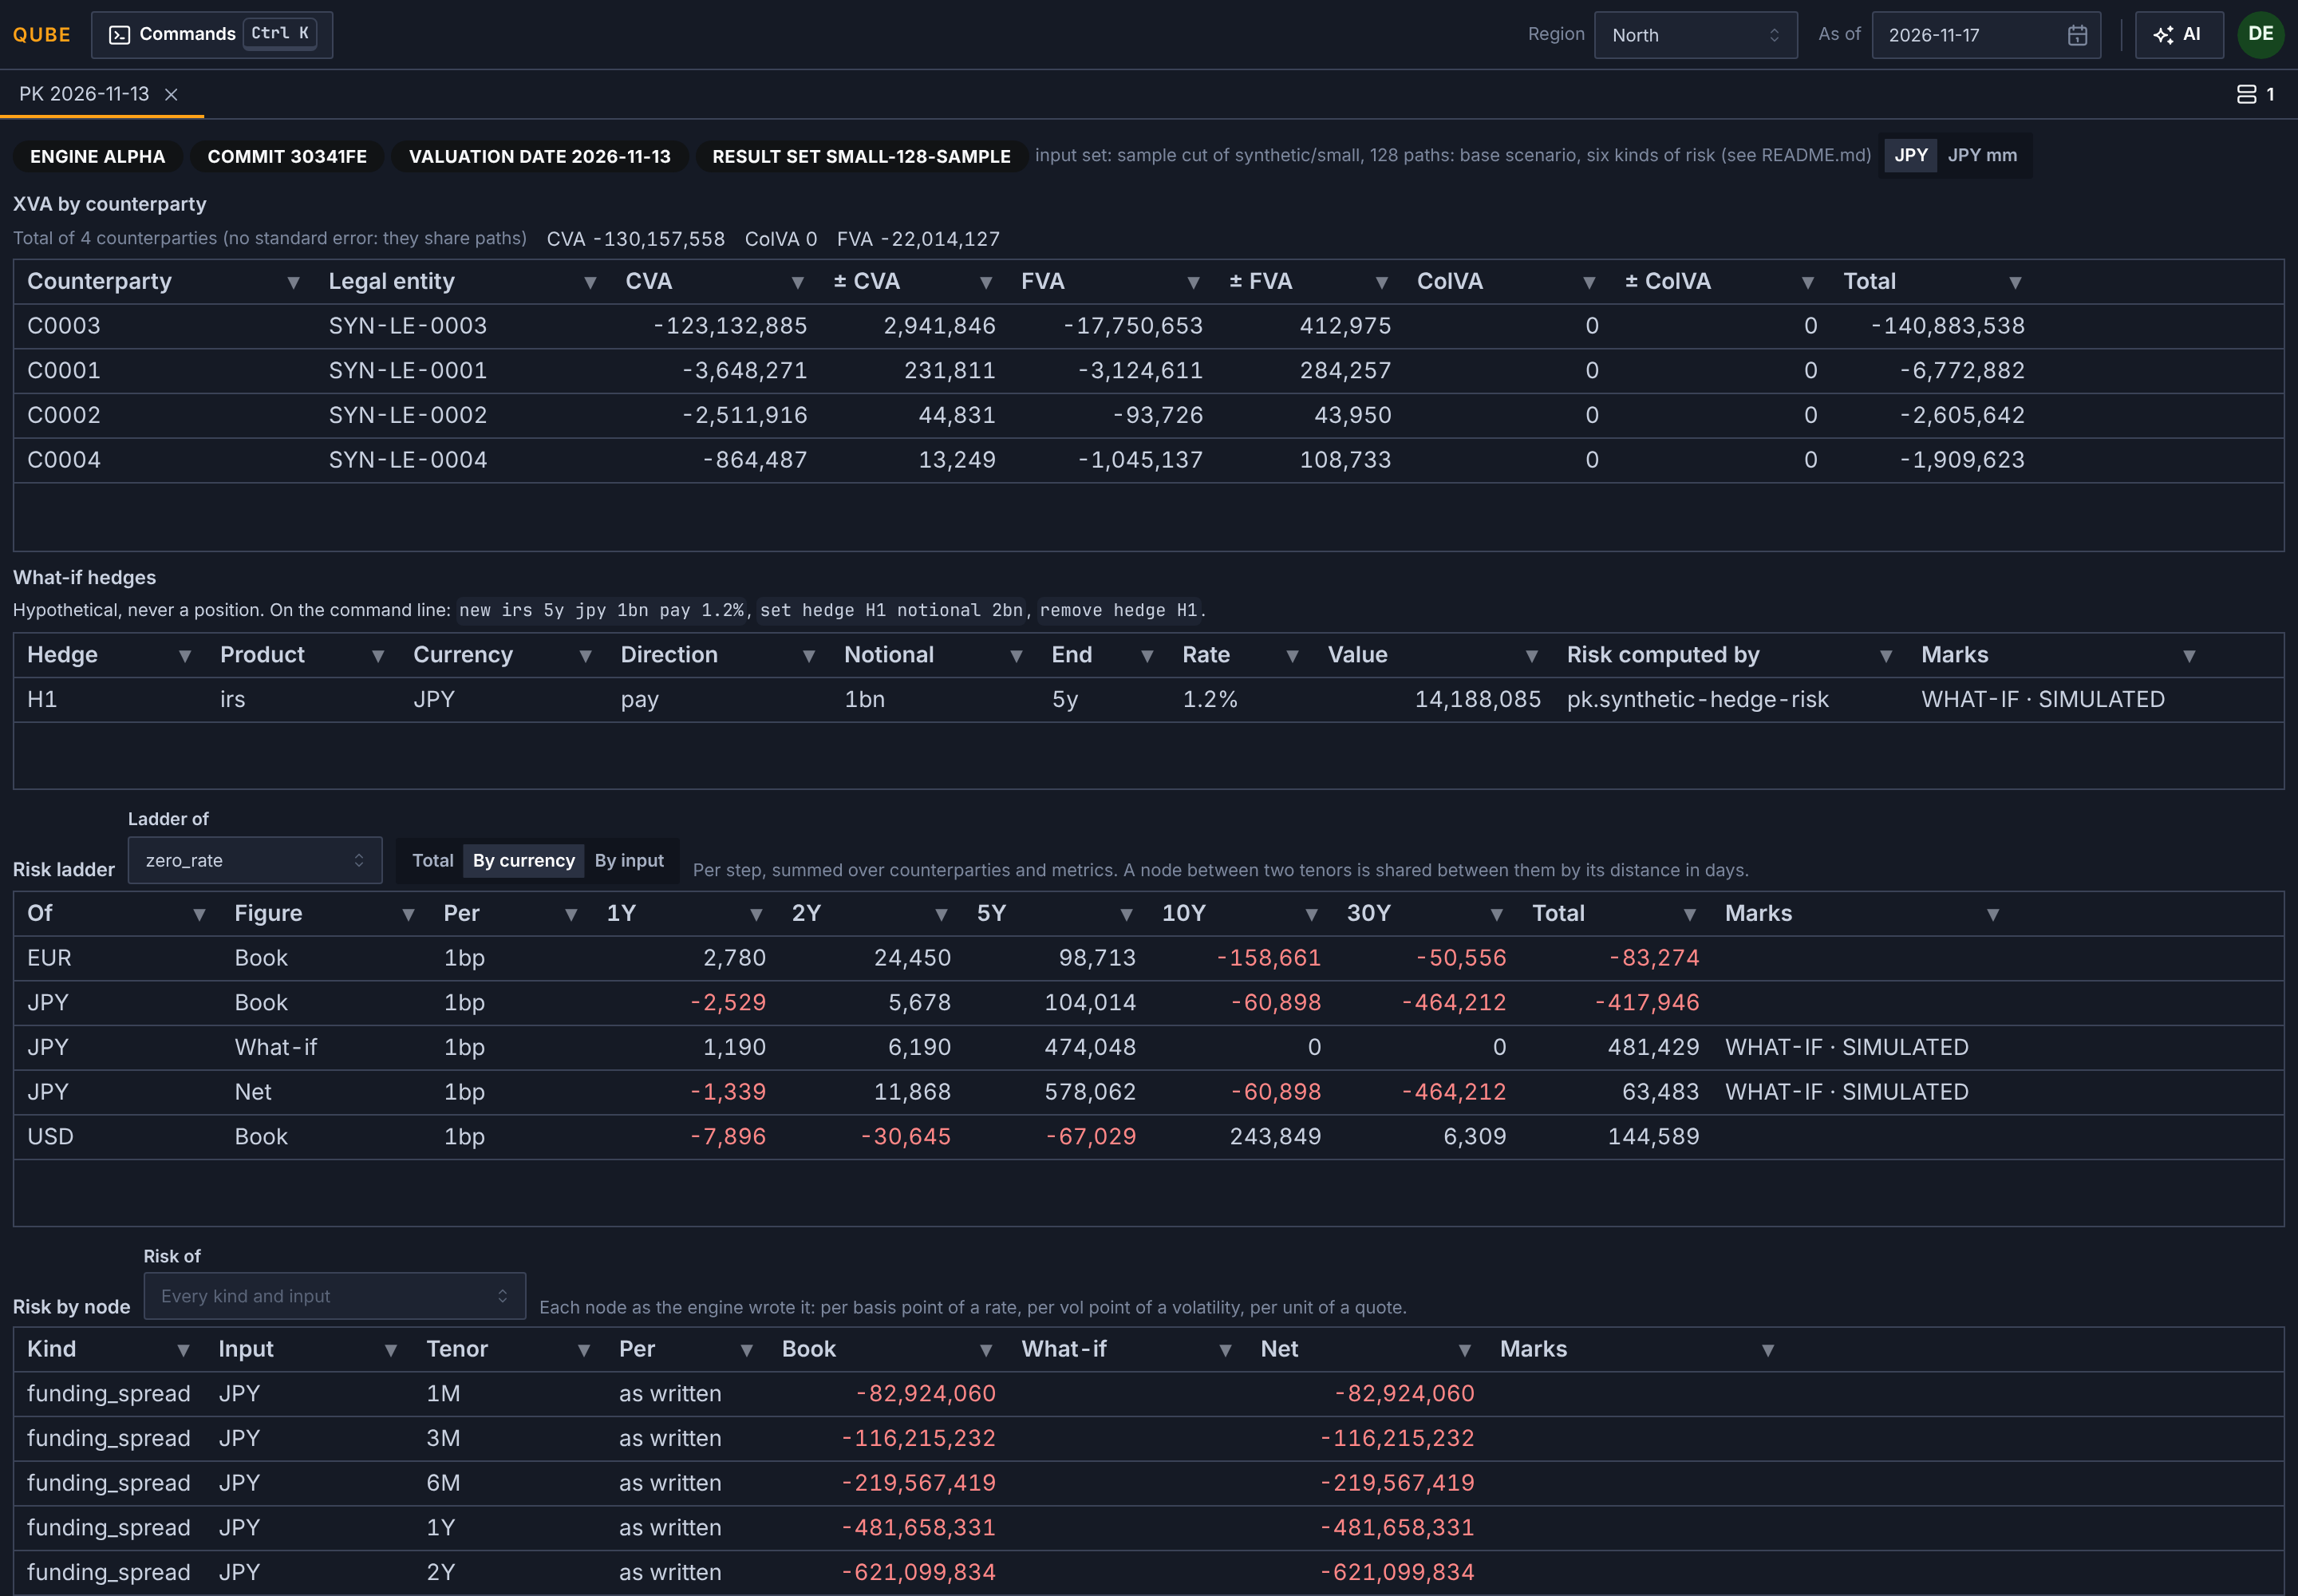 QUBE Commands Ctrl K Region North As of 2026-11-17 AI DE
PK 2026-11-13 1
ENGINE ALPHA COMMIT 30341FE VALUATION DATE 2026-11-13 RESULT SET SMALL-128-SAMPLE input set: sample cut of synthetic/small, 128 paths: base scenario, six kinds of risk (see README.md) JPY JPY mm
XVA by counterparty
Total of 4 counterparties (no standard error: they share paths) CVA -130,157,558 ColVA 0 FVA -22,014,127
Counterparty Legal entity CVA ± CVA FVA ± FVA ColVA ± ColVA Total
C0003 SYN-LE-0003 -123,132,885 2,941,846 -17,750,653 412,975 0 0 -140,883,538
C0001 SYN-LE-0001 -3,648,271 231,811 -3,124,611 284,257 0 0 -6,772,882
C0002 SYN-LE-0002 -2,511,916 44,831 -93,726 43,950 0 0 -2,605,642
C0004 SYN-LE-0004 -864,487 13,249 -1,045,137 108,733 0 0 -1,909,623
What-if hedges
Hypothetical, never a position. On the command line: new irs 5y jpy 1bn pay 1.2%, set hedge H1 notional 2bn, remove hedge H1.
Hedge Product Currency Direction Notional End Rate Value Risk computed by Marks
H1 irs JPY pay 1bn 5y 1.2% 14,188,085 pk.synthetic-hedge-risk WHAT-IF · SIMULATED
Ladder of
Risk ladder zero_rate Total By currency By input Per step, summed over counterparties and metrics. A node between two tenors is shared between them by its distance in days.
Of Figure Per 1Y 2Y 5Y 10Y 30Y Total Marks
EUR Book 1bp 2,780 24,450 98,713 -158,661 -50,556 -83,274
JPY Book 1bp -2,529 5,678 104,014 -60,898 -464,212 -417,946
JPY What-if 1bp 1,190 6,190 474,048 0 0 481,429 WHAT-IF · SIMULATED
JPY Net 1bp -1,339 11,868 578,062 -60,898 -464,212 63,483 WHAT-IF · SIMULATED
USD Book 1bp -7,896 -30,645 -67,029 243,849 6,309 144,589
Risk of
Risk by node Every kind and input Each node as the engine wrote it: per basis point of a rate, per vol point of a volatility, per unit of a quote.
Kind Input Tenor Per Book What-if Net Marks
funding_spread JPY 1M as written -82,924,060 -82,924,060
funding_spread JPY 3M as written -116,215,232 -116,215,232
funding_spread JPY 6M as written -219,567,419 -219,567,419
funding_spread JPY 1Y as written -481,658,331 -481,658,331
funding_spread JPY 2Y as written -621,099,834 -621,099,834